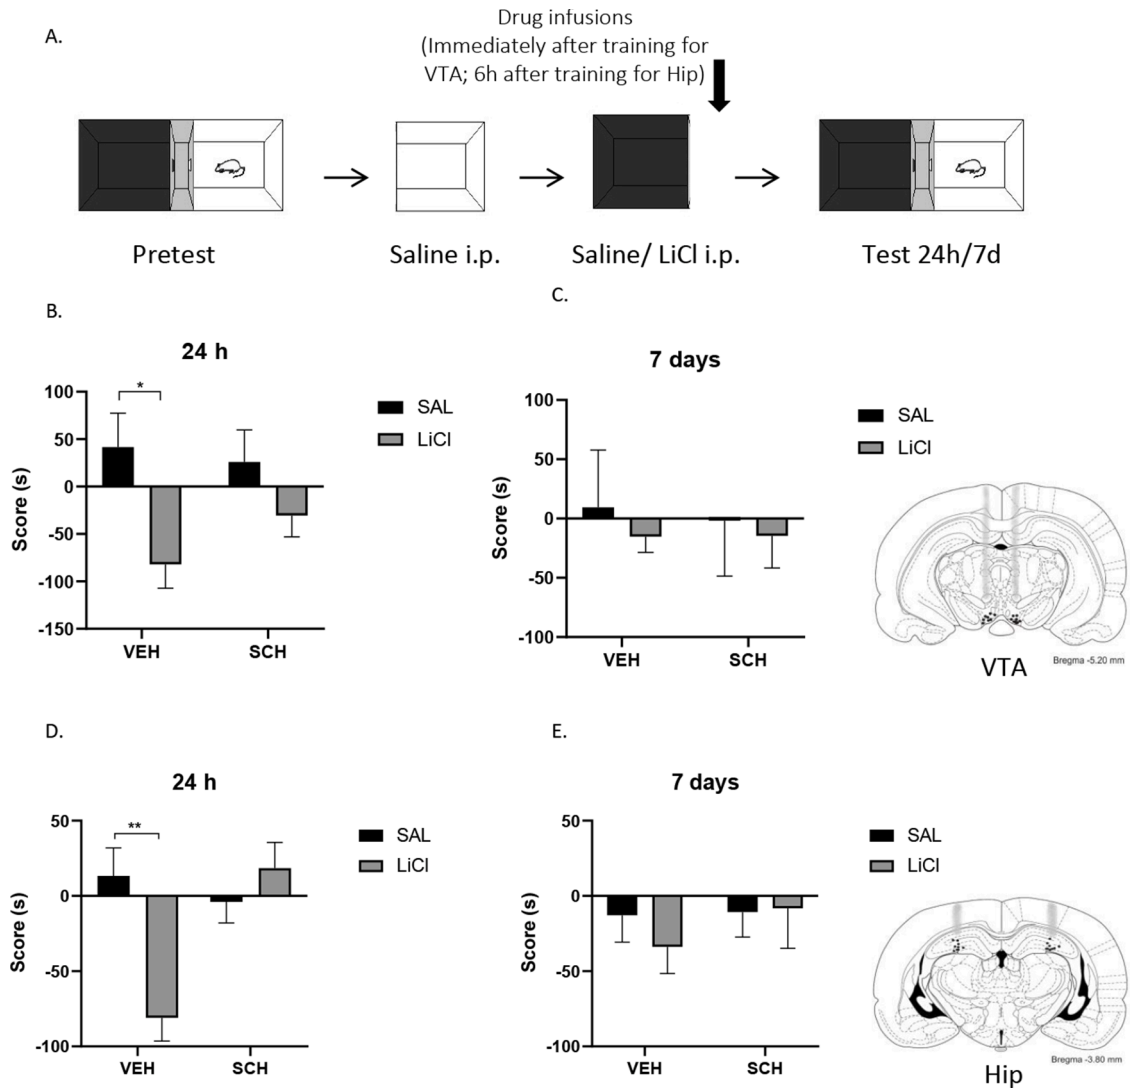 A.
Drug infusions
(Immediately after training for
VTA; 6h after training for Hip)
Pretest
Saline i.p.
Saline/ LiCl i.p.
Test 24h/7d
B.
24 h
100
50
0
-50
-100
-150
Score (s)
*
VEH
SCH
SAL
LiCl
C.
7 days
100
50
0
-50
-100
Score (s)
VEH
SCH
SAL
LiCl
Bregma -5.20 mm
VTA
D.
24 h
50
0
-50
-100
Score (s)
**
VEH
SCH
SAL
LiCl
E.
7 days
50
0
-50
-100
Score (s)
VEH
SCH
SAL
LiCl
Bregma -3.80 mm
Hip